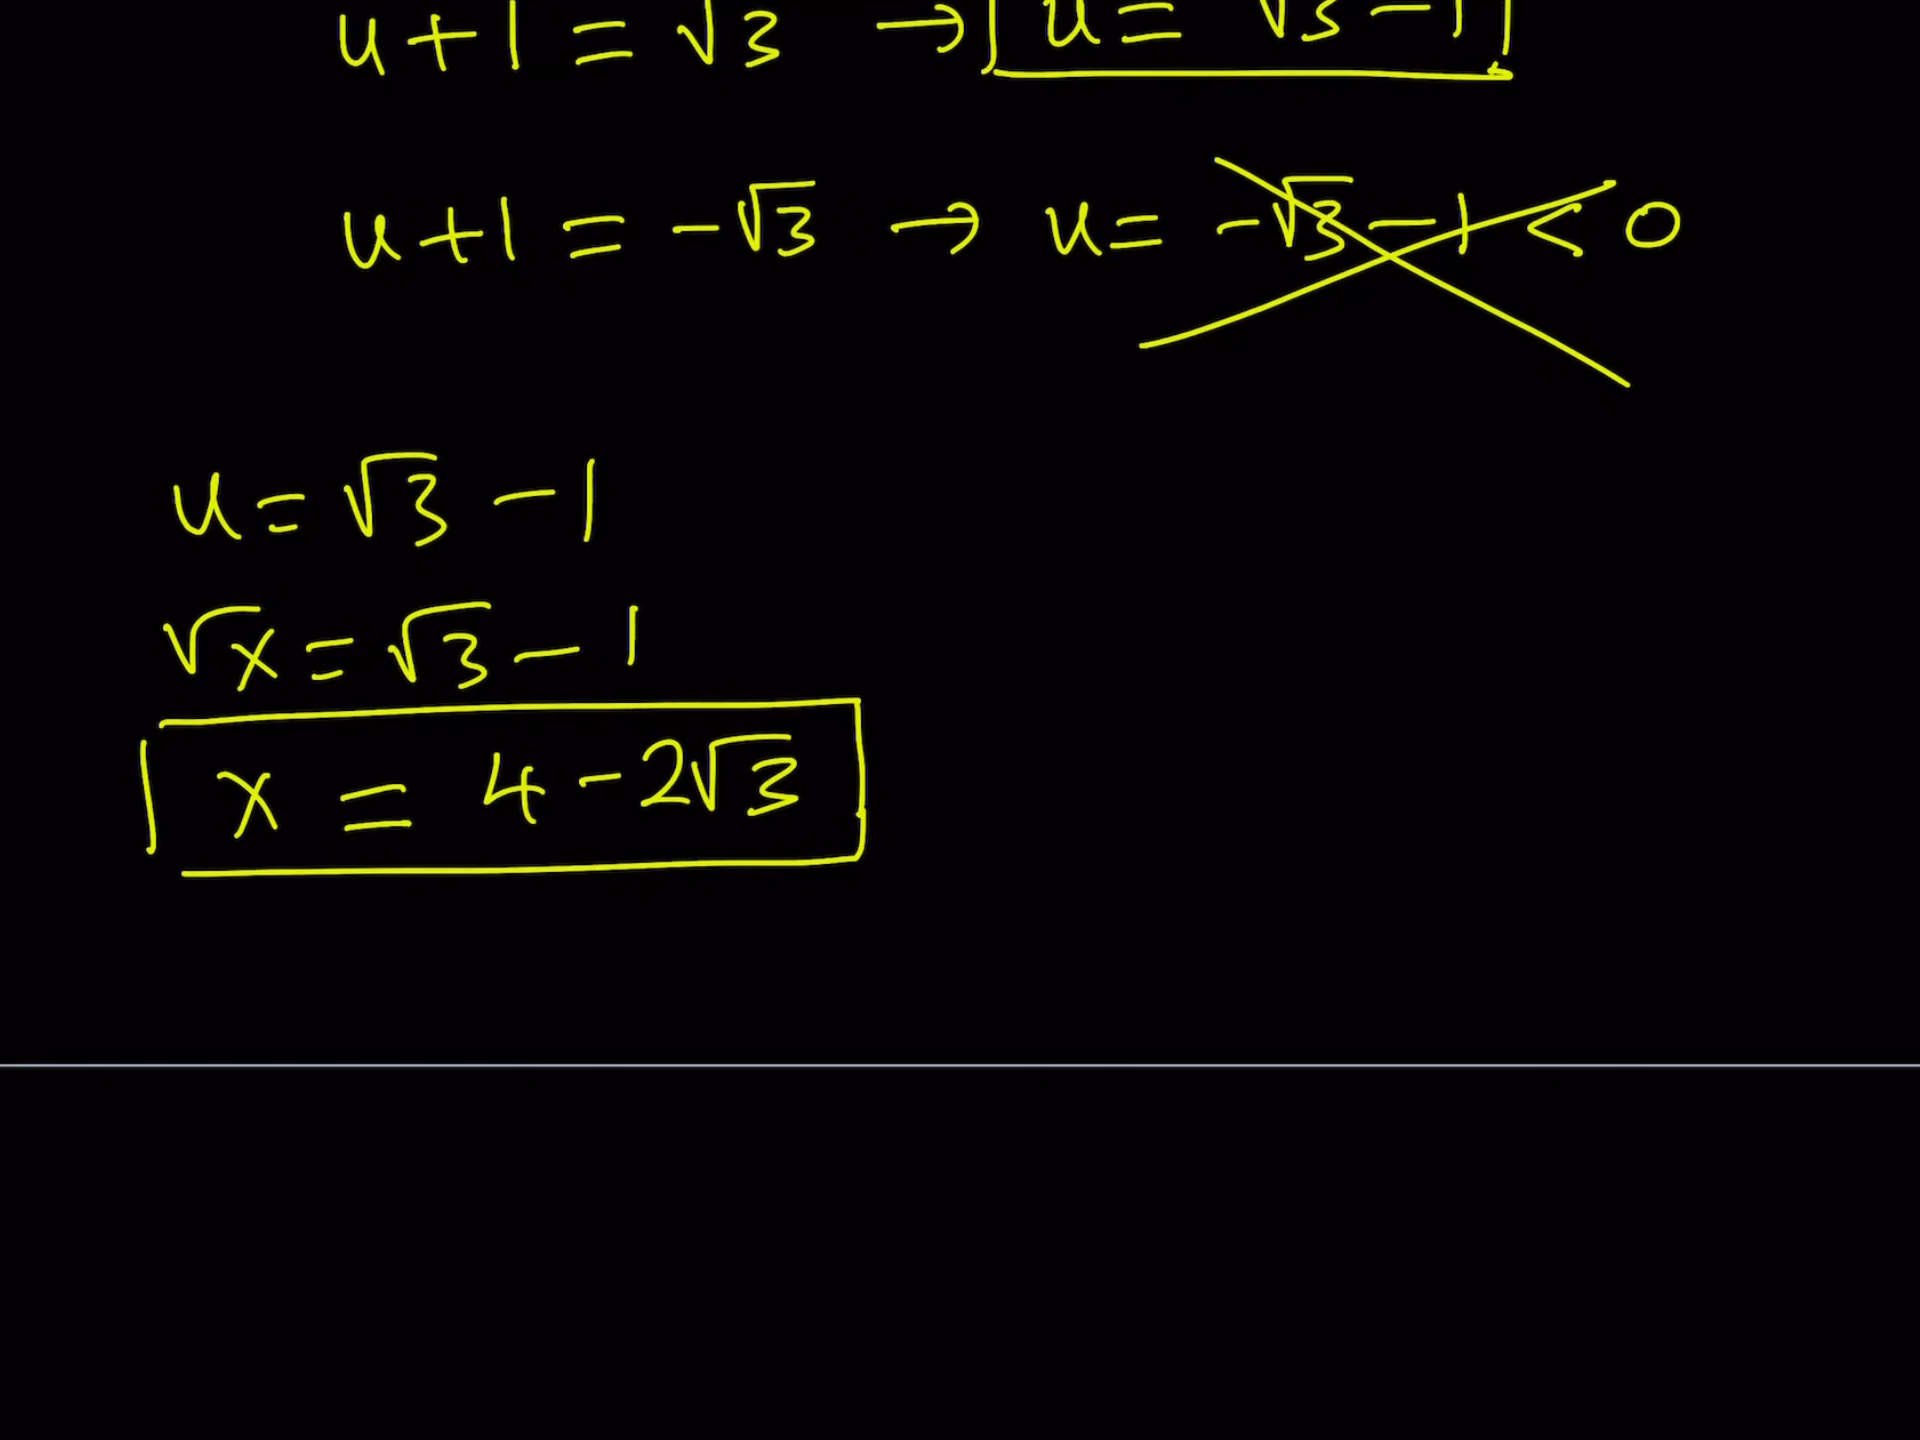 u+1 = √3 → u = √3 - 1
u+1 = -√3 → u = -√3 - 1 < 0
u = √3 - 1
√x = √3 - 1
x = 4 - 2√3